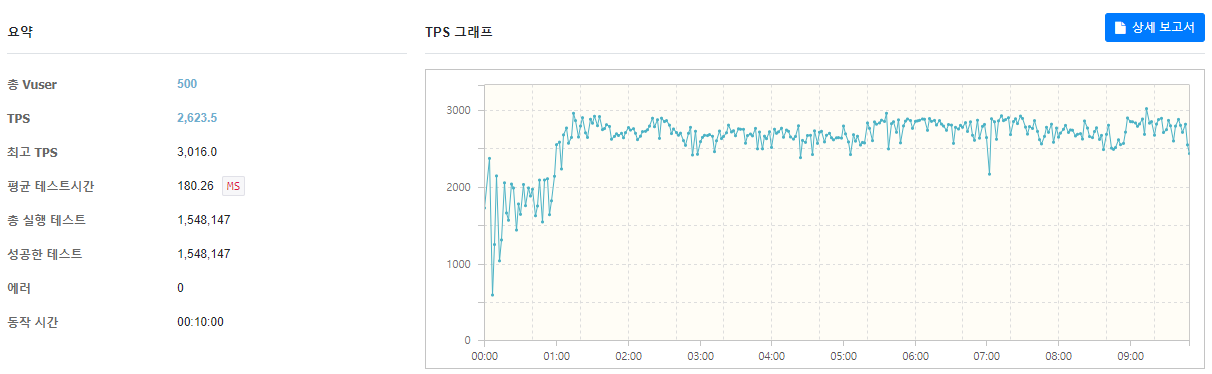 요약
총 Vuser 500
TPS 2,623.5
최고 TPS 3,016.0
평균 테스트시간 180.26 MS
총 실행 테스트 1,548,147
성공한 테스트 1,548,147
에러 0
동작 시간 00:10:00
TPS 그래프
상세 보고서
3000
2000
1000
0
00:00 01:00 02:00 03:00 04:00 05:00 06:00 07:00 08:00 09:00